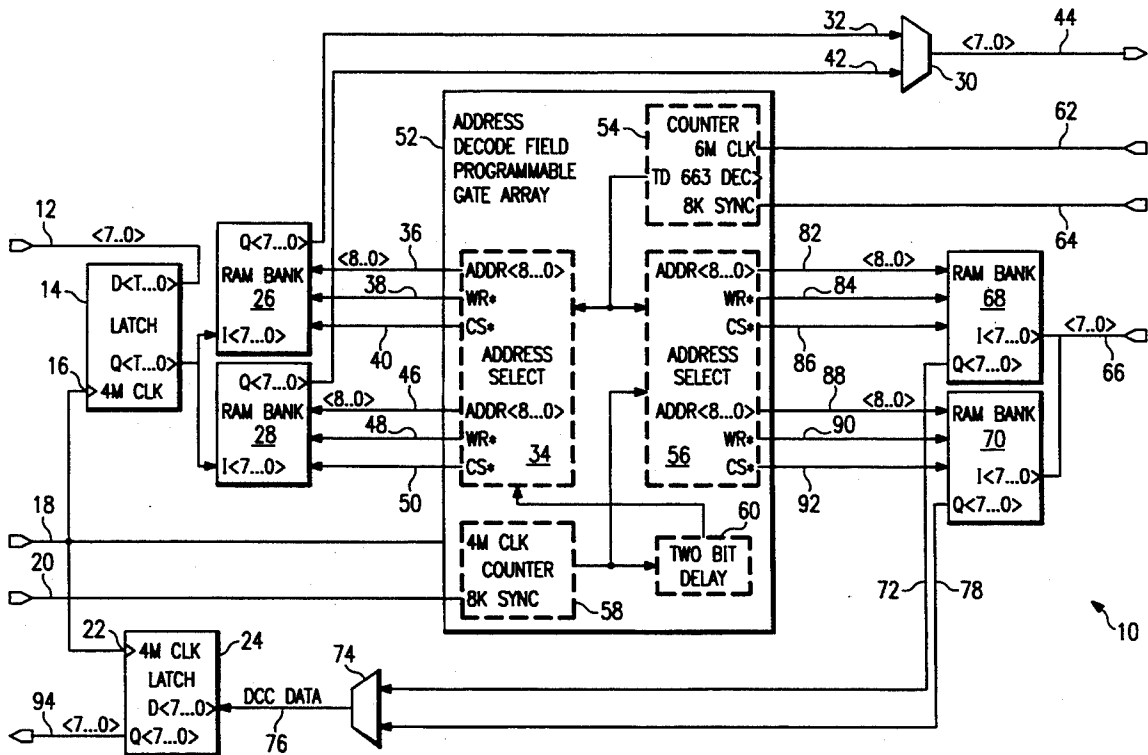 32
<7..0>
44
42
30
ADDRESS
DECODE FIELD
PROGRAMMABLE
GATE ARRAY
52
54
COUNTER
6M CLK
TD 663 DEC
8K SYNC
62
64
12
<7..0>
14
D<T...0>
LATCH
Q<T...0>
16
4M CLK
Q<7...0>
RAM BANK
26
I<7...0>
<8..0>
36
38
40
ADDR<8...0>
WR*
CS*
ADDRESS
SELECT
ADDR<8...0>
WR*
34
CS*
Q<7...0>
RAM BANK
28
I<7...0>
<8..0>
46
48
50
ADDR<8...0>
WR*
CS*
ADDRESS
SELECT
ADDR<8...0>
WR*
56
CS*
82
<8..0>
84
86
RAM BANK
68
I<7...0>
Q<7...0>
<7..0>
66
88
<8..0>
90
92
RAM BANK
70
I<7...0>
Q<7...0>
18
20
4M CLK
COUNTER
8K SYNC
58
60
TWO BIT
DELAY
72
78
10
22
4M CLK
24
LATCH
D<7...0>
Q<7...0>
94
<7..0>
DCC DATA
76
74